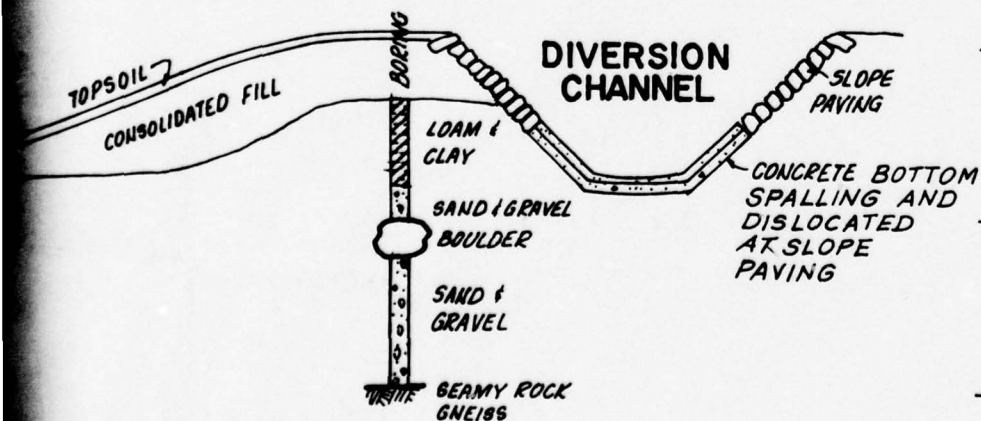 BORING
DIVERSION
CHANNEL
TOPSOIL
CONSOLIDATED FILL
SLOPE
PAVING
LOAM &
CLAY
CONCRETE BOTTOM
SPALLING AND
DISLOCATED
AT SLOPE
PAVING
SAND & GRAVEL
BOULDER
SAND &
GRAVEL
SEAMY ROCK
GNEISS